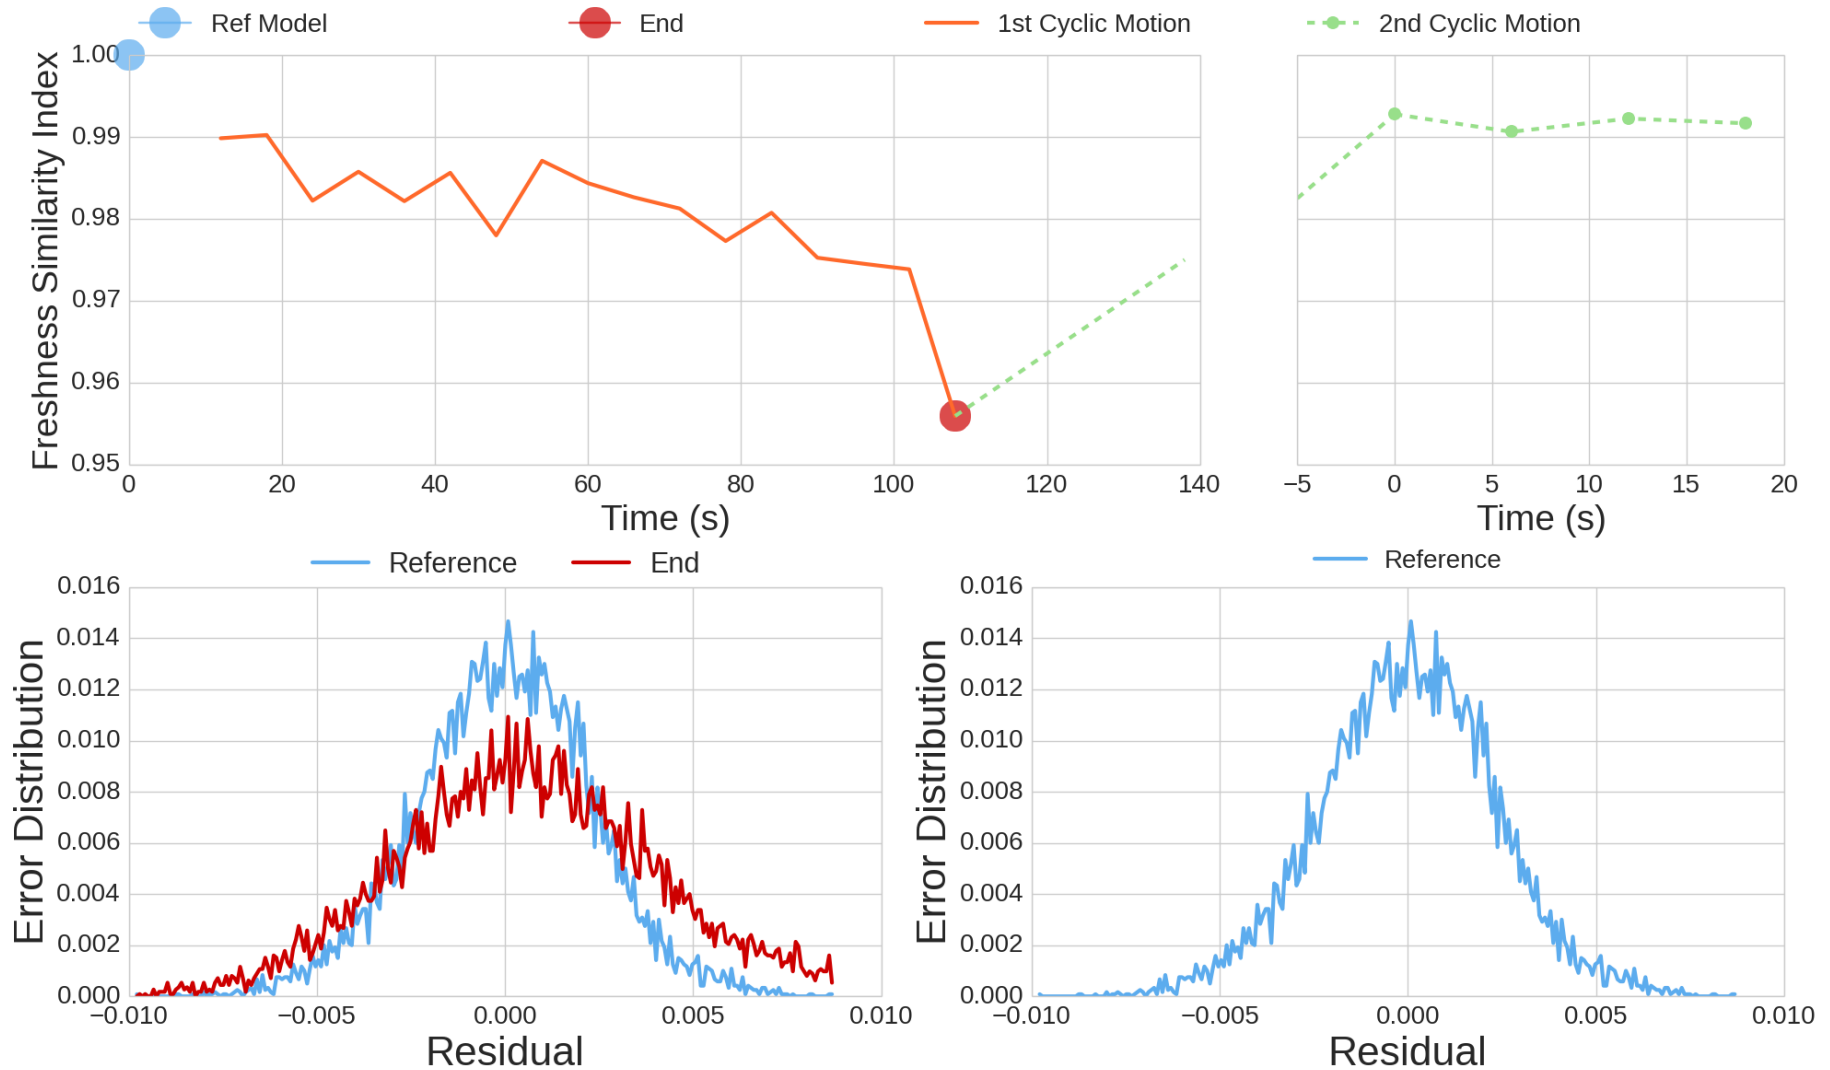 Ref Model End 1st Cyclic Motion 2nd Cyclic Motion
Freshness Similarity Index
1.00
0.99
0.98
0.97
0.96
0.95
0 20 40 60 80 100 120 140
Time (s)
−5 0 5 10 15 20
Time (s)
Reference End
Error Distribution
0.016
0.014
0.012
0.010
0.008
0.006
0.004
0.002
0.000
−0.010 −0.005 0.000 0.005 0.010
Residual
Reference
Error Distribution
0.016
0.014
0.012
0.010
0.008
0.006
0.004
0.002
0.000
−0.010 −0.005 0.000 0.005 0.010
Residual